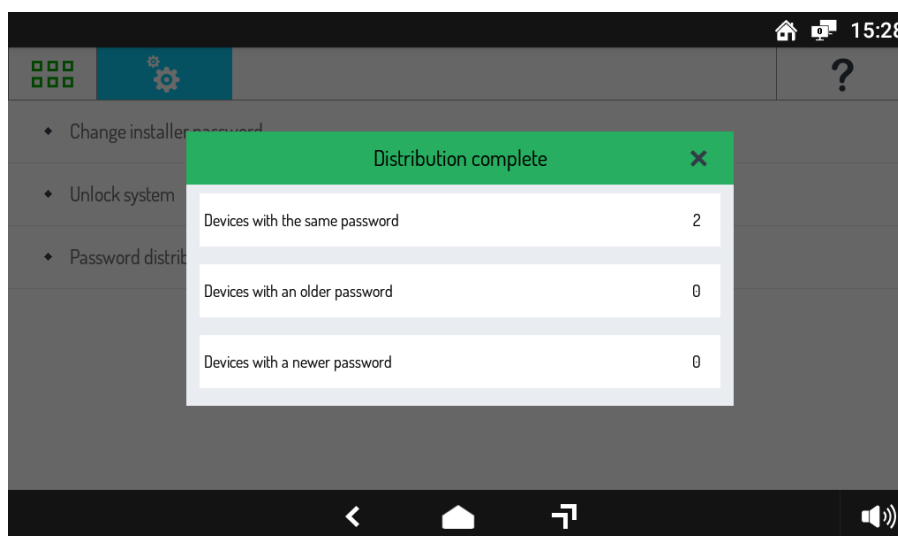 15:28
?
Change installer password
Distribution complete
Unlock system
Devices with the same password 2
Password distrib
Devices with an older password 0
Devices with a newer password 0